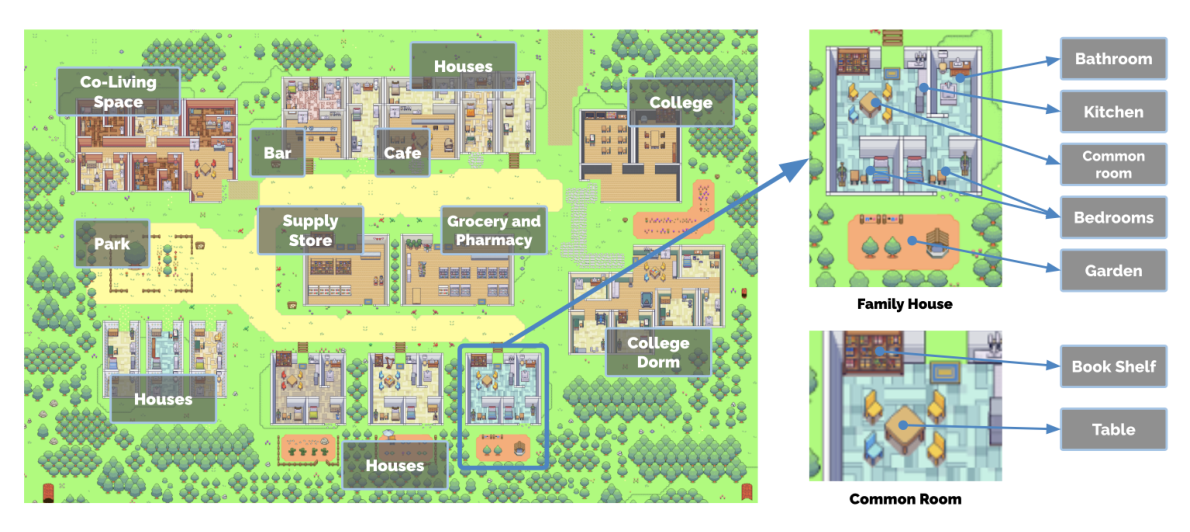 Co-Living
Space
Houses
College
Bar
Cafe
Supply
Store
Grocery and
Pharmacy
Park
College
Dorm
Houses
Houses
Bathroom
Kitchen
Common
room
Bedrooms
Garden
Family House
Book Shelf
Table
Common Room